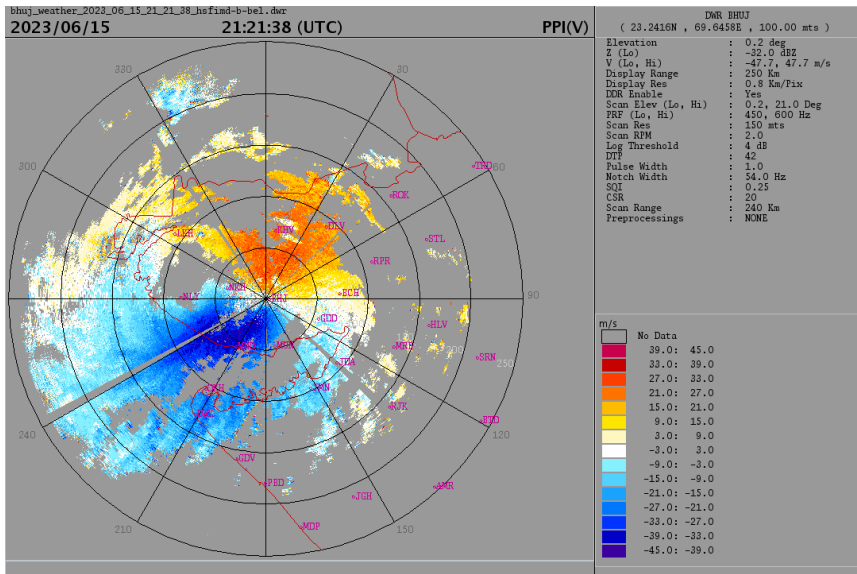 bhuj_weather_2023_06_15_21_21_38_hsfimd-b-bel.dwr
2023/06/15 21:21:38 (UTC) PPI(V)
DWR BHUJ
( 23.2416N , 69.6458E , 100.00 mts )
Elevation : 0.2 deg
Z (Lo) : -32.0 dBZ
V (Lo, Hi) : -47.7, 47.7 m/s
Display Range : 250 Km
Display Res : 0.8 Km/Pix
DDR Enable : Yes
Scan Elev (Lo, Hi) : 0.2, 21.0 Deg
PRF (Lo, Hi) : 450, 600 Hz
Scan Res : 150 mts
Scan RPM : 2.0
Log Threshold : 4 dB
DTP : 42
Pulse Width : 1.0
Notch Width : 54.0 Hz
SQI : 0.25
CSR : 20
Scan Range : 240 Km
Preprocessings : NONE
330
30
300
60
TRD
ROK
LKH
KHV
DLV
STL
RPR
NKH
NLY
BHJ
BCH
90
GDD
HLV
MRB
200
SRN
250
JDA
RJK
BTD
240
120
GDV
PBD
AMR
JGH
210
MDP
150
m/s
No Data
39.0: 45.0
33.0: 39.0
27.0: 33.0
21.0: 27.0
15.0: 21.0
9.0: 15.0
3.0: 9.0
-3.0: 3.0
-9.0: -3.0
-15.0: -9.0
-21.0: -15.0
-27.0: -21.0
-33.0: -27.0
-39.0: -33.0
-45.0: -39.0